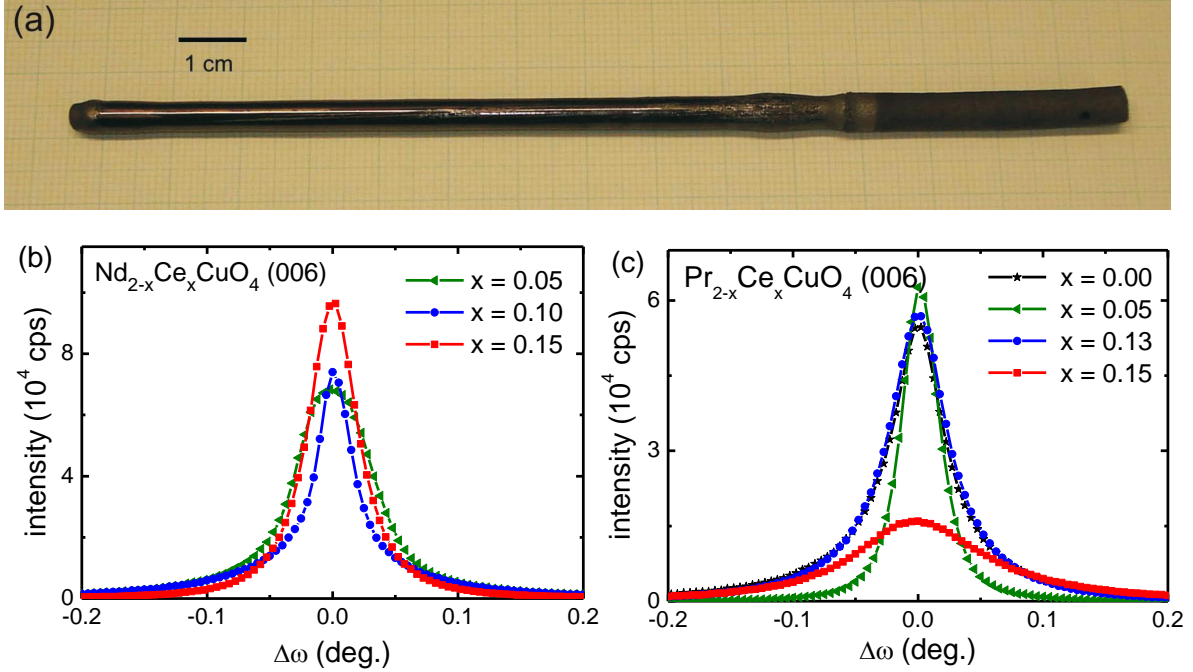 (a)
1 cm
(b)
Nd2-xCexCuO4 (006)
x = 0.05
x = 0.10
x = 0.15
9
4
0
intensity (10^4 cps)
-0.2
-0.1
0.0
0.1
0.2
Δω (deg.)
(c)
Pr2-xCexCuO4 (006)
x = 0.00
x = 0.05
x = 0.13
x = 0.15
6
3
0
intensity (10^4 cps)
-0.2
-0.1
0.0
0.1
0.2
Δω (deg.)